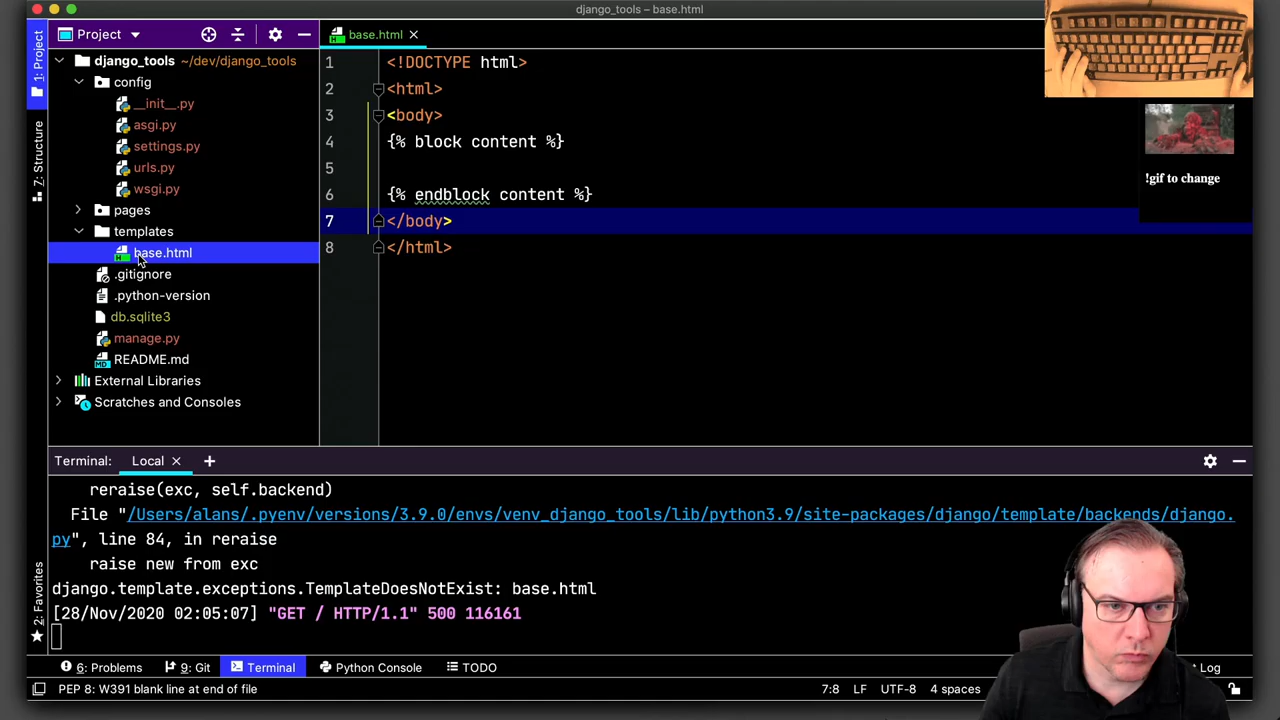 django_tools – base.html
Project
base.html
1: Project
7: Structure
2: Favorites
django_tools ~/dev/django_tools
config
__init__.py
asgi.py
settings.py
urls.py
wsgi.py
pages
templates
base.html
.gitignore
.python-version
db.sqlite3
manage.py
README.md
External Libraries
Scratches and Consoles
1 <!DOCTYPE html>
2 <html>
3 <body>
4 {% block content %}
5
6 {% endblock content %}
7 </body>
8 </html>
!gif to change
Terminal: Local +
reraise(exc, self.backend)
File "/Users/alans/.pyenv/versions/3.9.0/envs/venv_django_tools/lib/python3.9/site-packages/django/template/backends/django.
py", line 84, in reraise
raise new from exc
django.template.exceptions.TemplateDoesNotExist: base.html
[28/Nov/2020 02:05:07] "GET / HTTP/1.1" 500 116161
6: Problems 9: Git Terminal Python Console TODO Log
PEP 8: W391 blank line at end of file 7:8 LF UTF-8 4 spaces